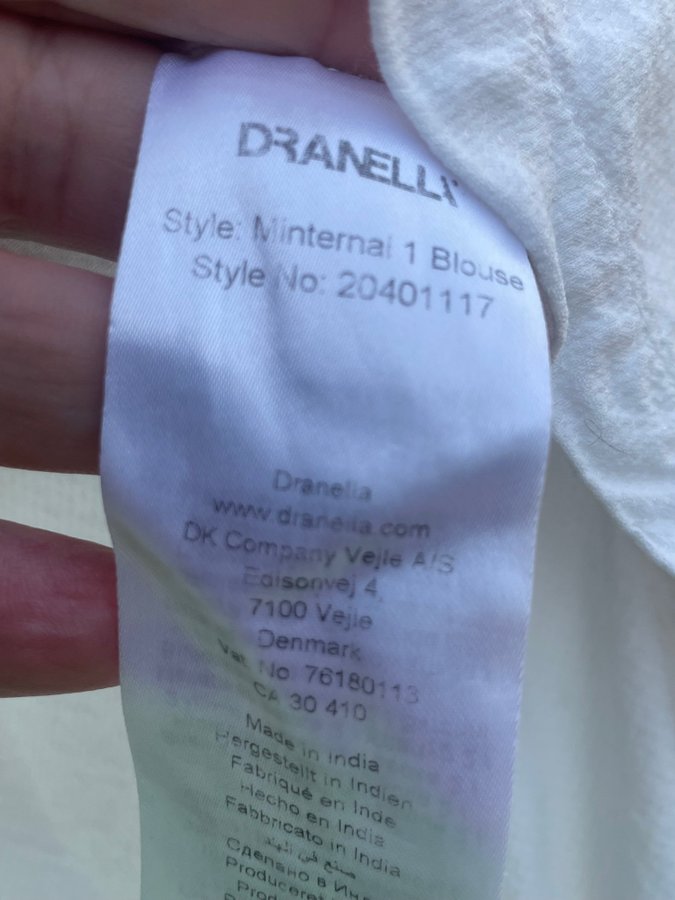 DRANELLA
Style: Minternal 1 Blouse
Style No: 20401117
Dranella
www.dranella.com
DK Company Vejle A/S
Edisonvej 4,
7100 Vejle
Denmark
Vat. No 76180113
CA 30 410
Made in India
Hergestellt in Indien
Fabriqué en Inde
Hecho en India
Fabbricato in India
صنع في الهند
Сделано в
Produceret